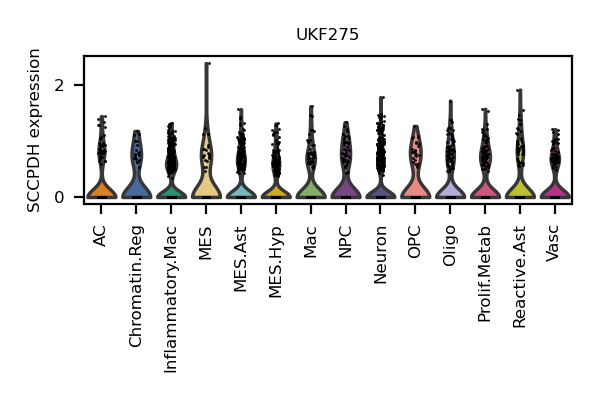 UKF275
SCCPDH expression
2
0
AC
Chromatin.Reg
Inflammatory.Mac
MES
MES.Ast
MES.Hyp
Mac
NPC
Neuron
OPC
Oligo
Prolif.Metab
Reactive.Ast
Vasc